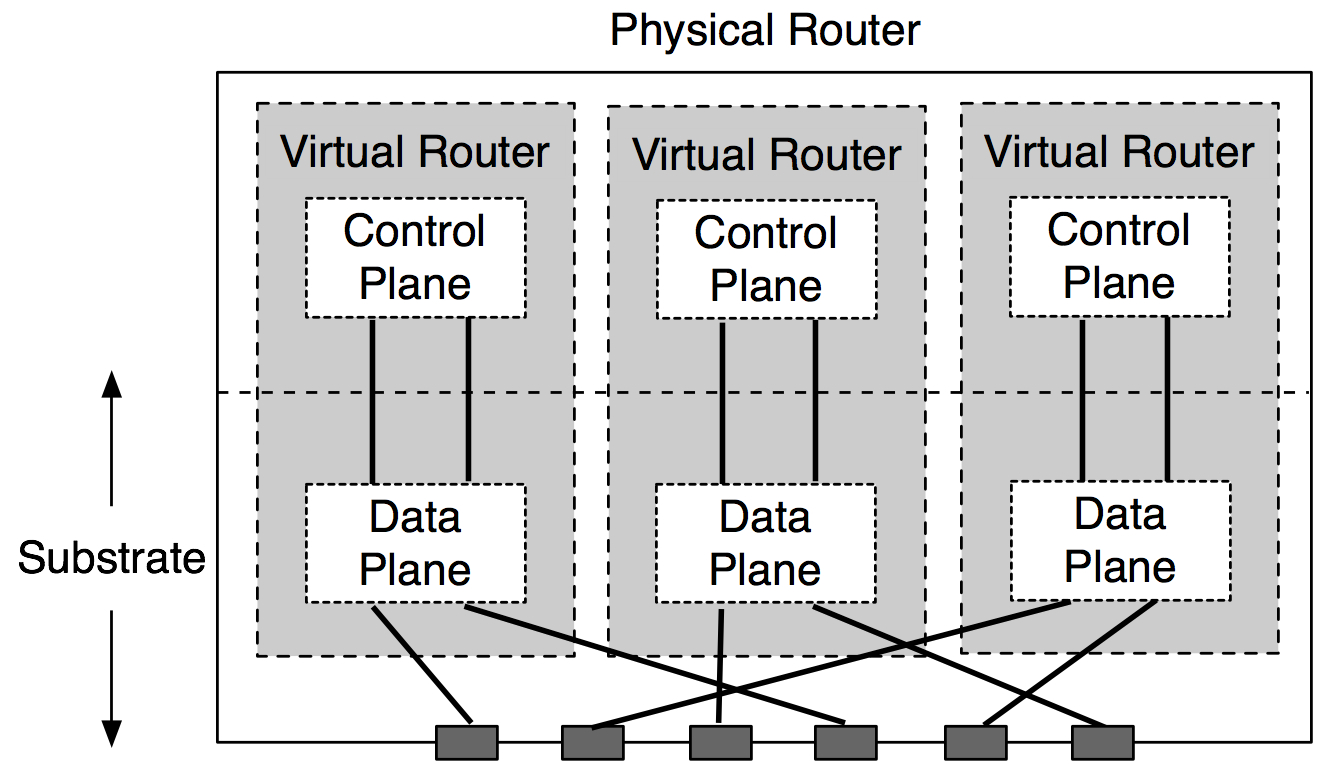 Physical Router
Virtual Router
Control
Plane
Data
Plane
Virtual Router
Control
Plane
Data
Plane
Virtual Router
Control
Plane
Data
Plane
Substrate